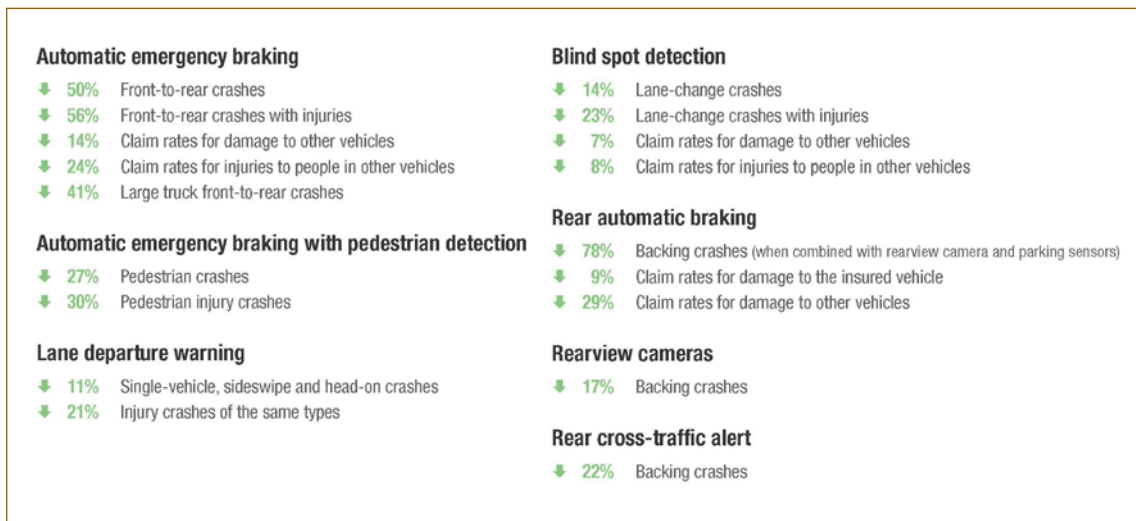 Automatic emergency braking
50% Front-to-rear crashes
56% Front-to-rear crashes with injuries
14% Claim rates for damage to other vehicles
24% Claim rates for injuries to people in other vehicles
41% Large truck front-to-rear crashes
Automatic emergency braking with pedestrian detection
27% Pedestrian crashes
30% Pedestrian injury crashes
Lane departure warning
11% Single-vehicle, sideswipe and head-on crashes
21% Injury crashes of the same types
Blind spot detection
14% Lane-change crashes
23% Lane-change crashes with injuries
7% Claim rates for damage to other vehicles
8% Claim rates for injuries to people in other vehicles
Rear automatic braking
78% Backing crashes (when combined with rearview camera and parking sensors)
9% Claim rates for damage to the insured vehicle
29% Claim rates for damage to other vehicles
Rearview cameras
17% Backing crashes
Rear cross-traffic alert
22% Backing crashes